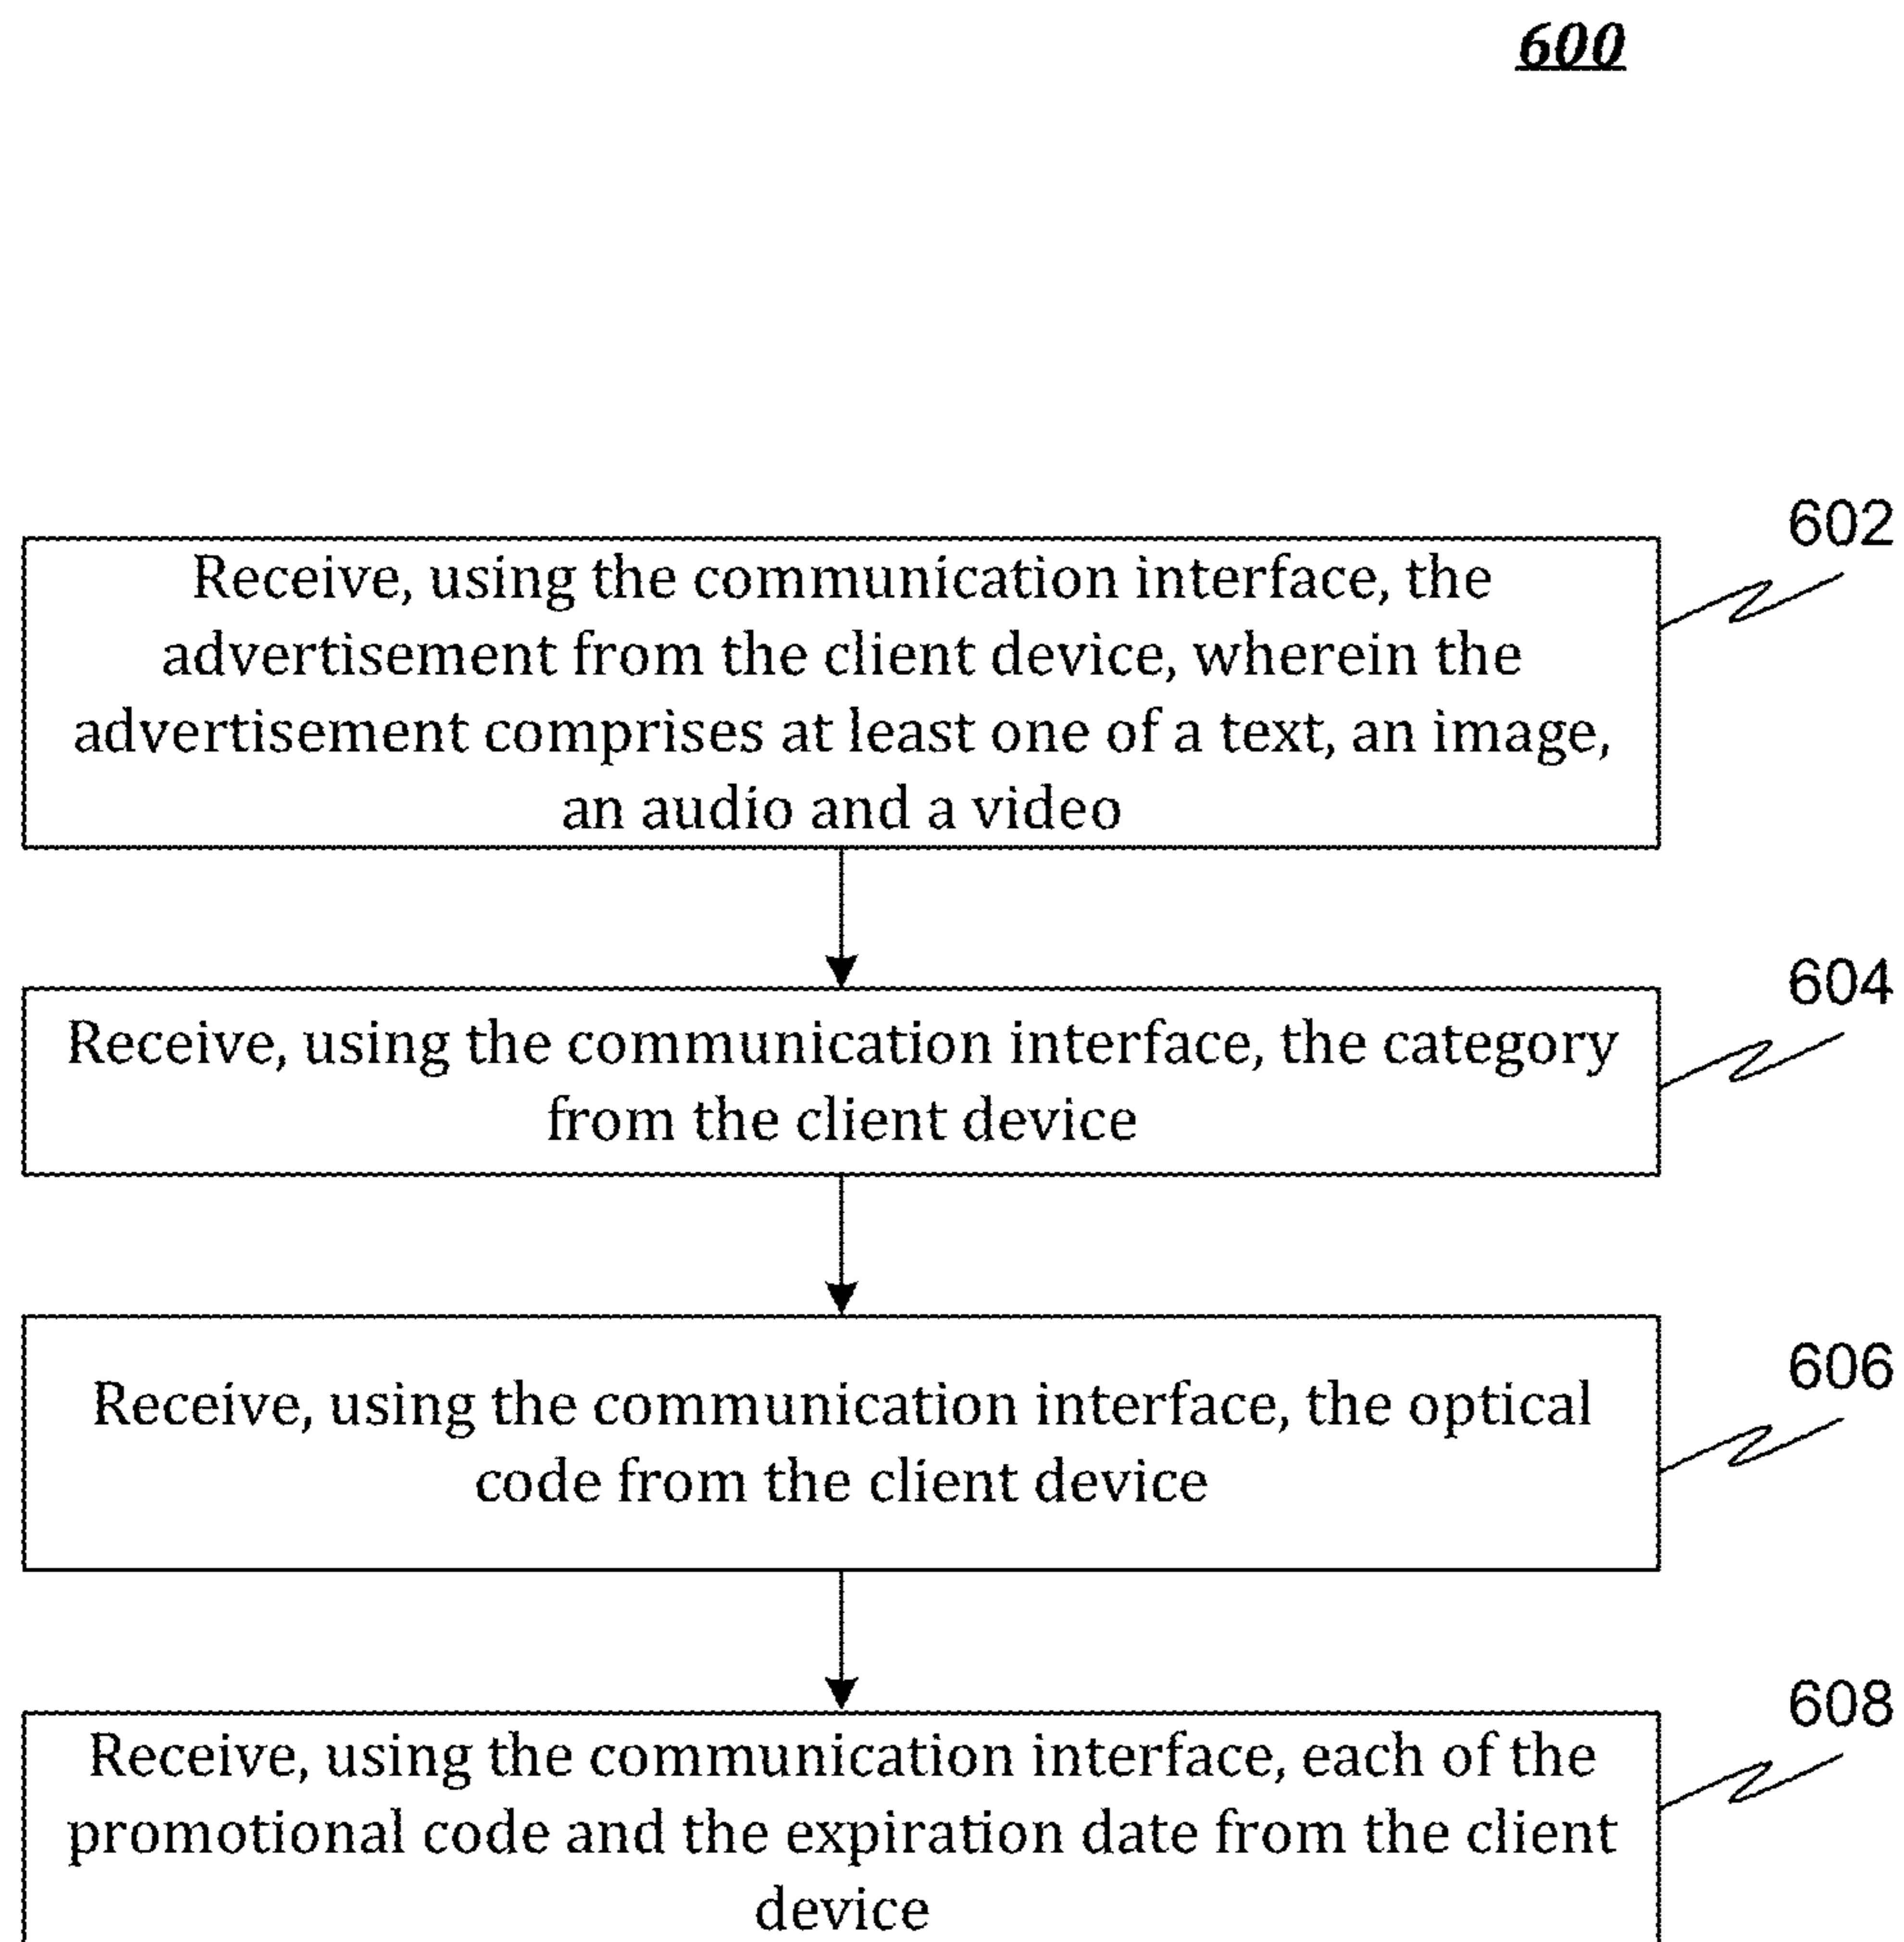 600
602
Receive, using the communication interface, the
advertisement from the client device, wherein the
advertisement comprises at least one of a text, an image,
an audio and a video
604
Receive, using the communication interface, the category
from the client device
606
Receive, using the communication interface, the optical
code from the client device
608
Receive, using the communication interface, each of the
promotional code and the expiration date from the client
device